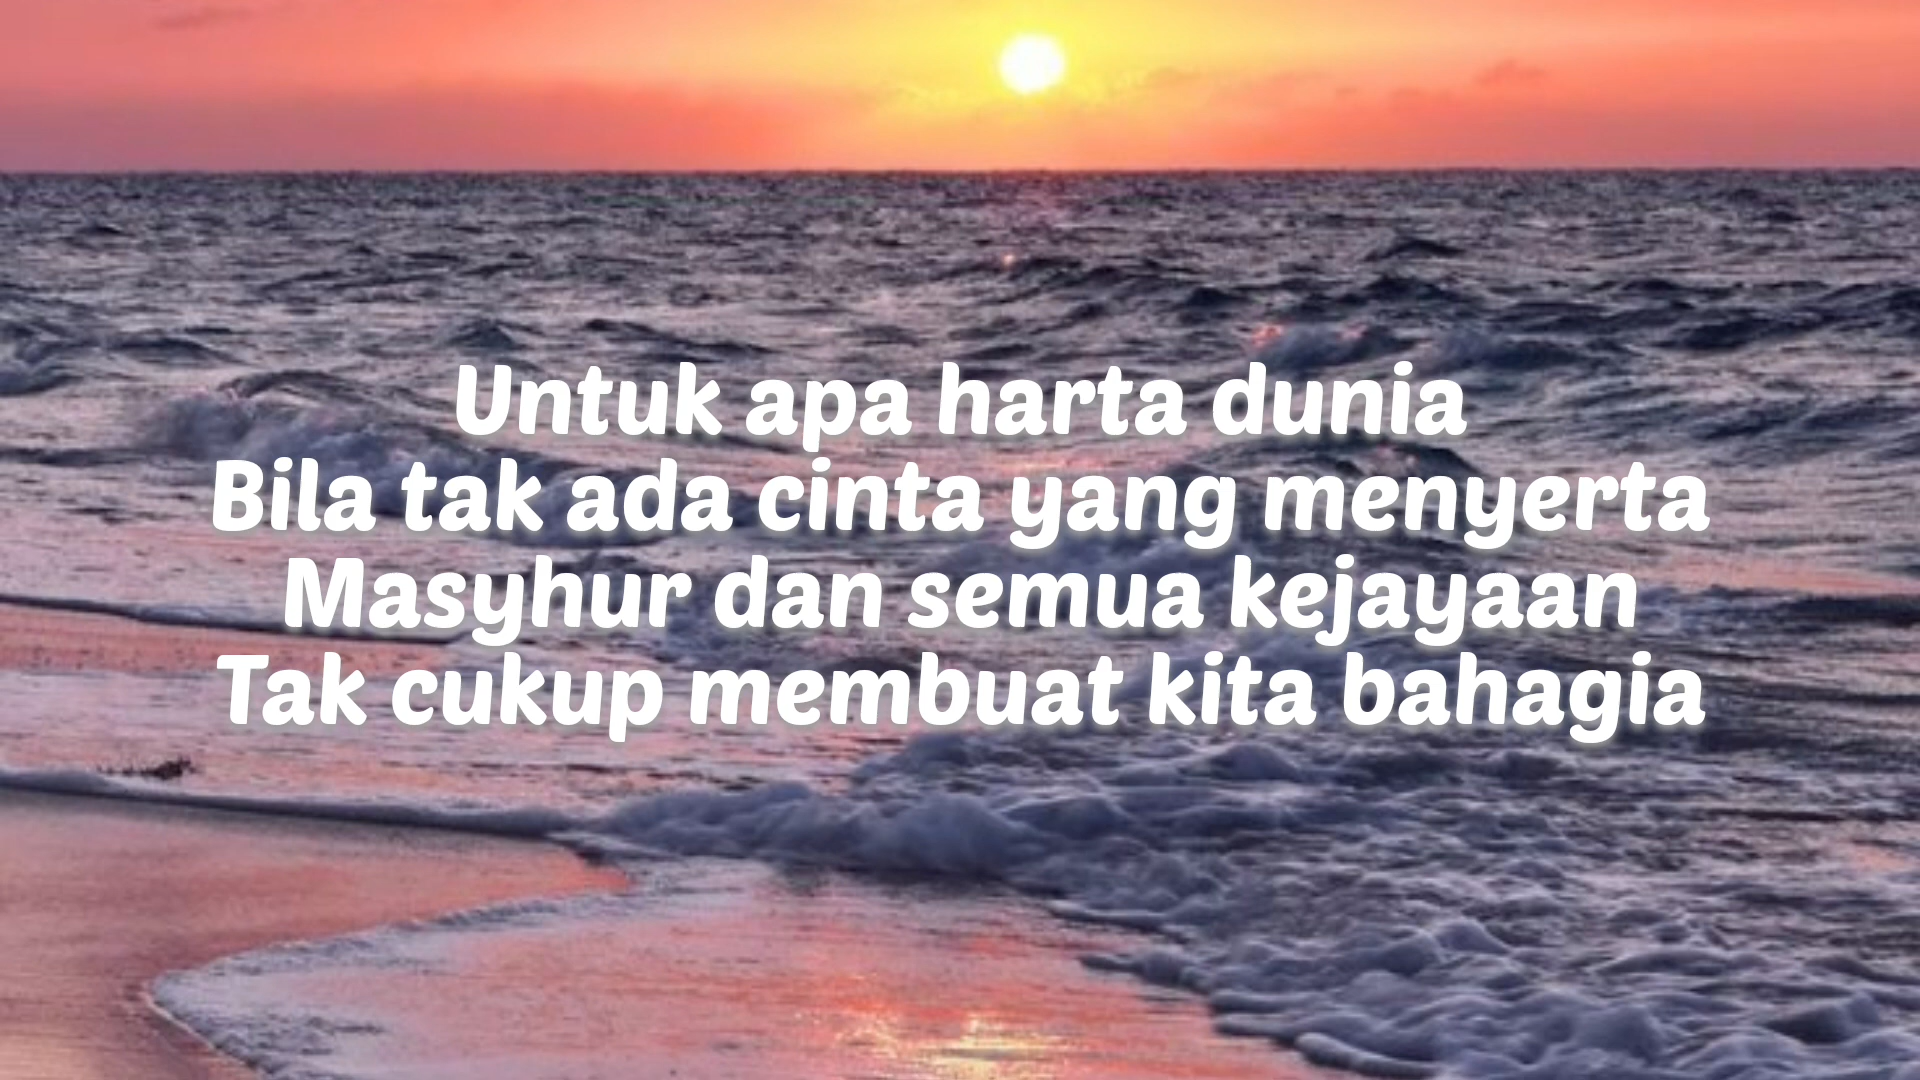 Untuk apa harta dunia
Bila tak ada cinta yang menyerta
Masyhur dan semua kejayaan
Tak cukup membuat kita bahagia